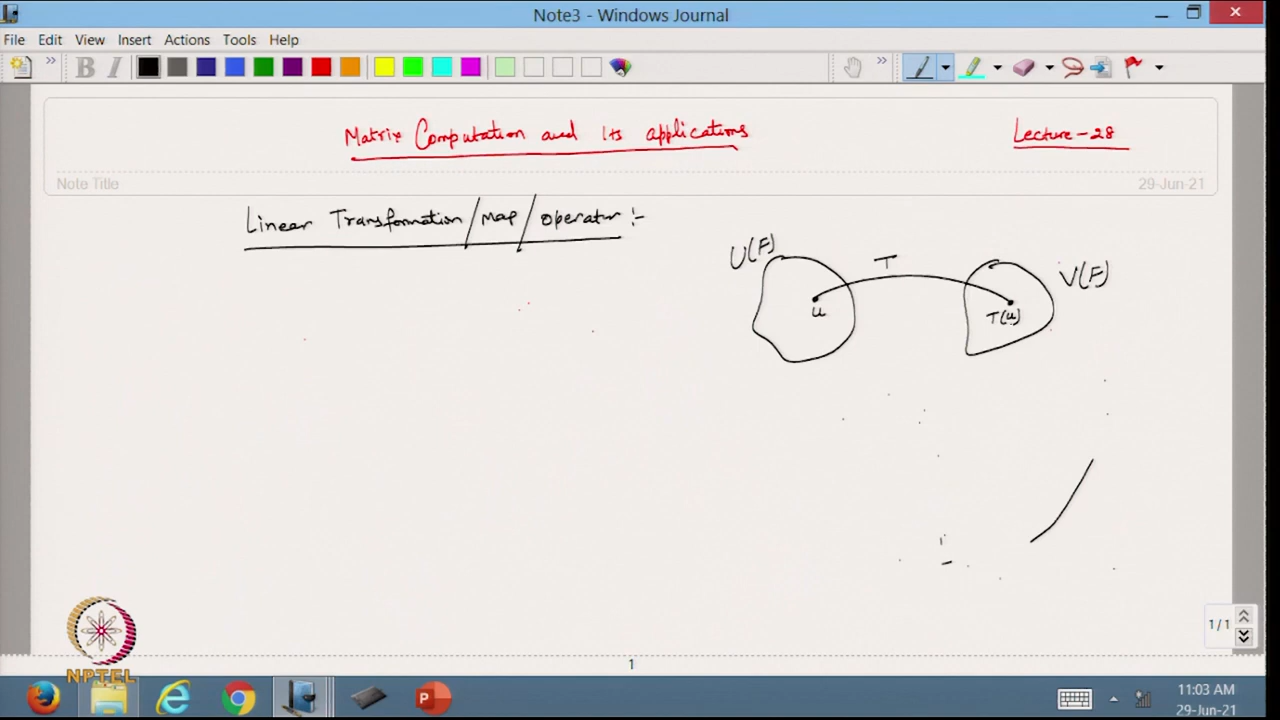 Note3 - Windows Journal
File Edit View Insert Actions Tools Help
Matrix Computation and its applications Lecture-28
Note Title 29-Jun-21
Linear Transformation/Map/operator :-
U(F) T V(F)
u T(u)
1/1
NPTEL
1
11:03 AM
29-Jun-21